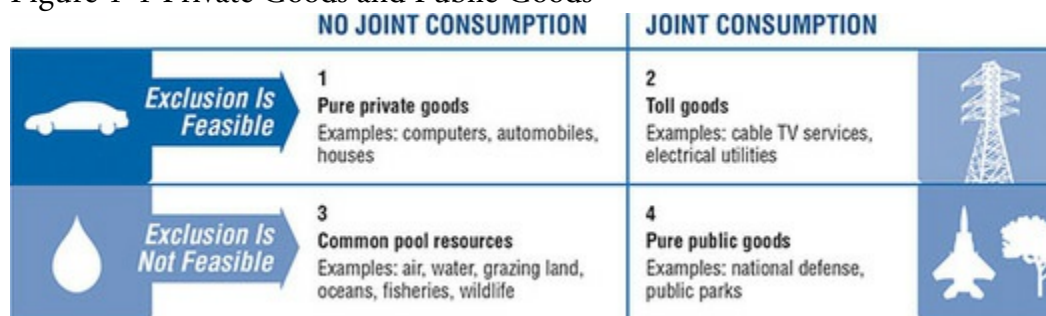 Figure 1-1 Private Goods and Public Goods
NO JOINT CONSUMPTION
JOINT CONSUMPTION
Exclusion Is
Feasible
1
Pure private goods
Examples: computers, automobiles,
houses
2
Toll goods
Examples: cable TV services,
electrical utilities
Exclusion Is
Not Feasible
3
Common pool resources
Examples: air, water, grazing land,
oceans, fisheries, wildlife
4
Pure public goods
Examples: national defense,
public parks